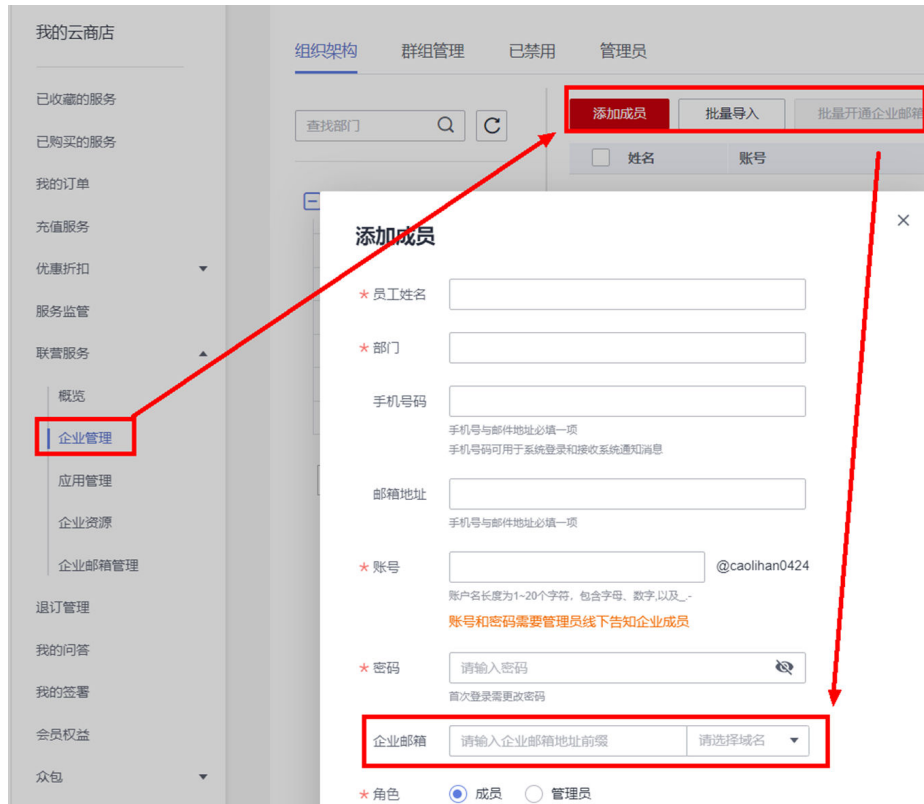 我的云商店
已收藏的服务
已购买的服务
我的订单
充值服务
优惠折扣
服务监管
联营服务
概览
企业管理
应用管理
企业资源
企业邮箱管理
退订管理
我的问答
我的签署
会员权益
众包
组织架构 群组管理 已禁用 管理员
查找部门
添加成员 批量导入 批量开通企业邮箱
姓名 账号
添加成员
* 员工姓名
* 部门
手机号码
手机号与邮件地址必填一项
手机号码可用于系统登录和接收系统通知消息
邮箱地址
手机号与邮件地址必填一项
* 账号 @caolihan0424
账户名长度为1~20个字符，包含字母、数字,以及_.-
账号和密码需要管理员线下告知企业成员
* 密码 请输入密码
首次登录需更改密码
企业邮箱 请输入企业邮箱地址前缀 请选择域名
* 角色 成员 管理员